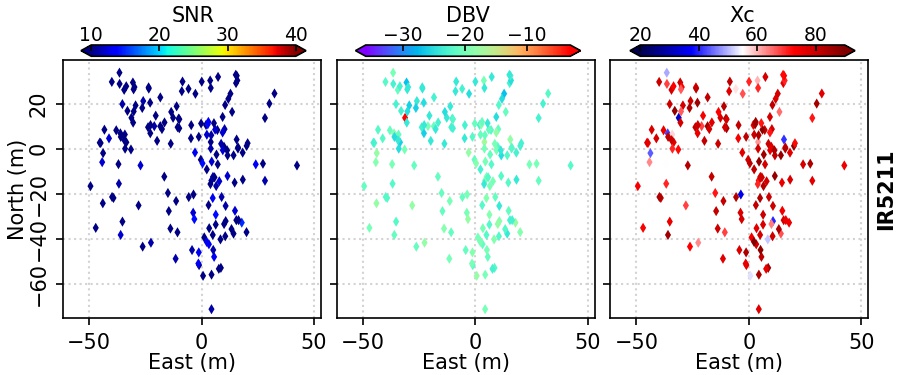 SNR DBV Xc
10 20 30 40 −30 −20 −10 20 40 60 80
20
0
−20
−40
−60
North (m)
−50 0 50 −50 0 50 −50 0 50
East (m) East (m) East (m)
IR5211